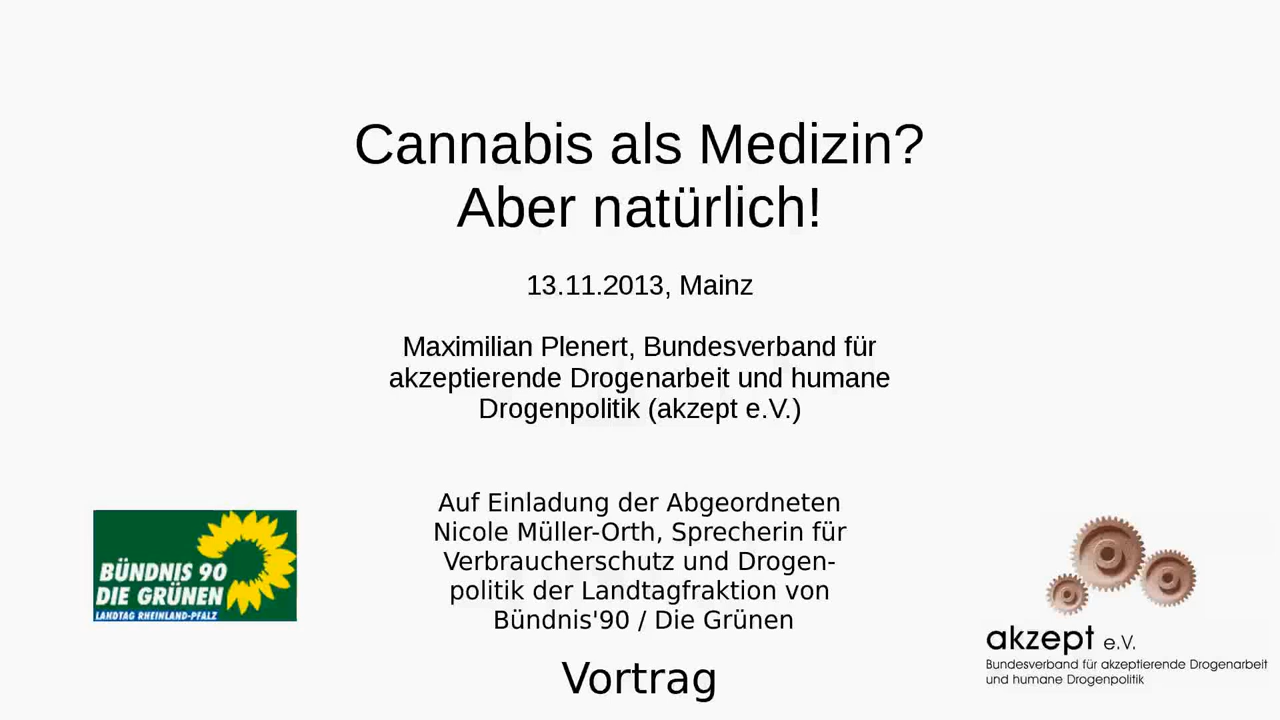 Cannabis als Medizin?
Aber natürlich!
13.11.2013, Mainz
Maximilian Plenert, Bundesverband für
akzeptierende Drogenarbeit und humane
Drogenpolitik (akzept e.V.)
Auf Einladung der Abgeordneten
Nicole Müller-Orth, Sprecherin für
Verbraucherschutz und Drogen-
politik der Landtagfraktion von
Bündnis'90 / Die Grünen
Vortrag
BÜNDNIS 90
DIE GRÜNEN
LANDTAG RHEINLAND-PFALZ
akzept e.V.
Bundesverband für akzeptierende Drogenarbeit
und humane Drogenpolitik